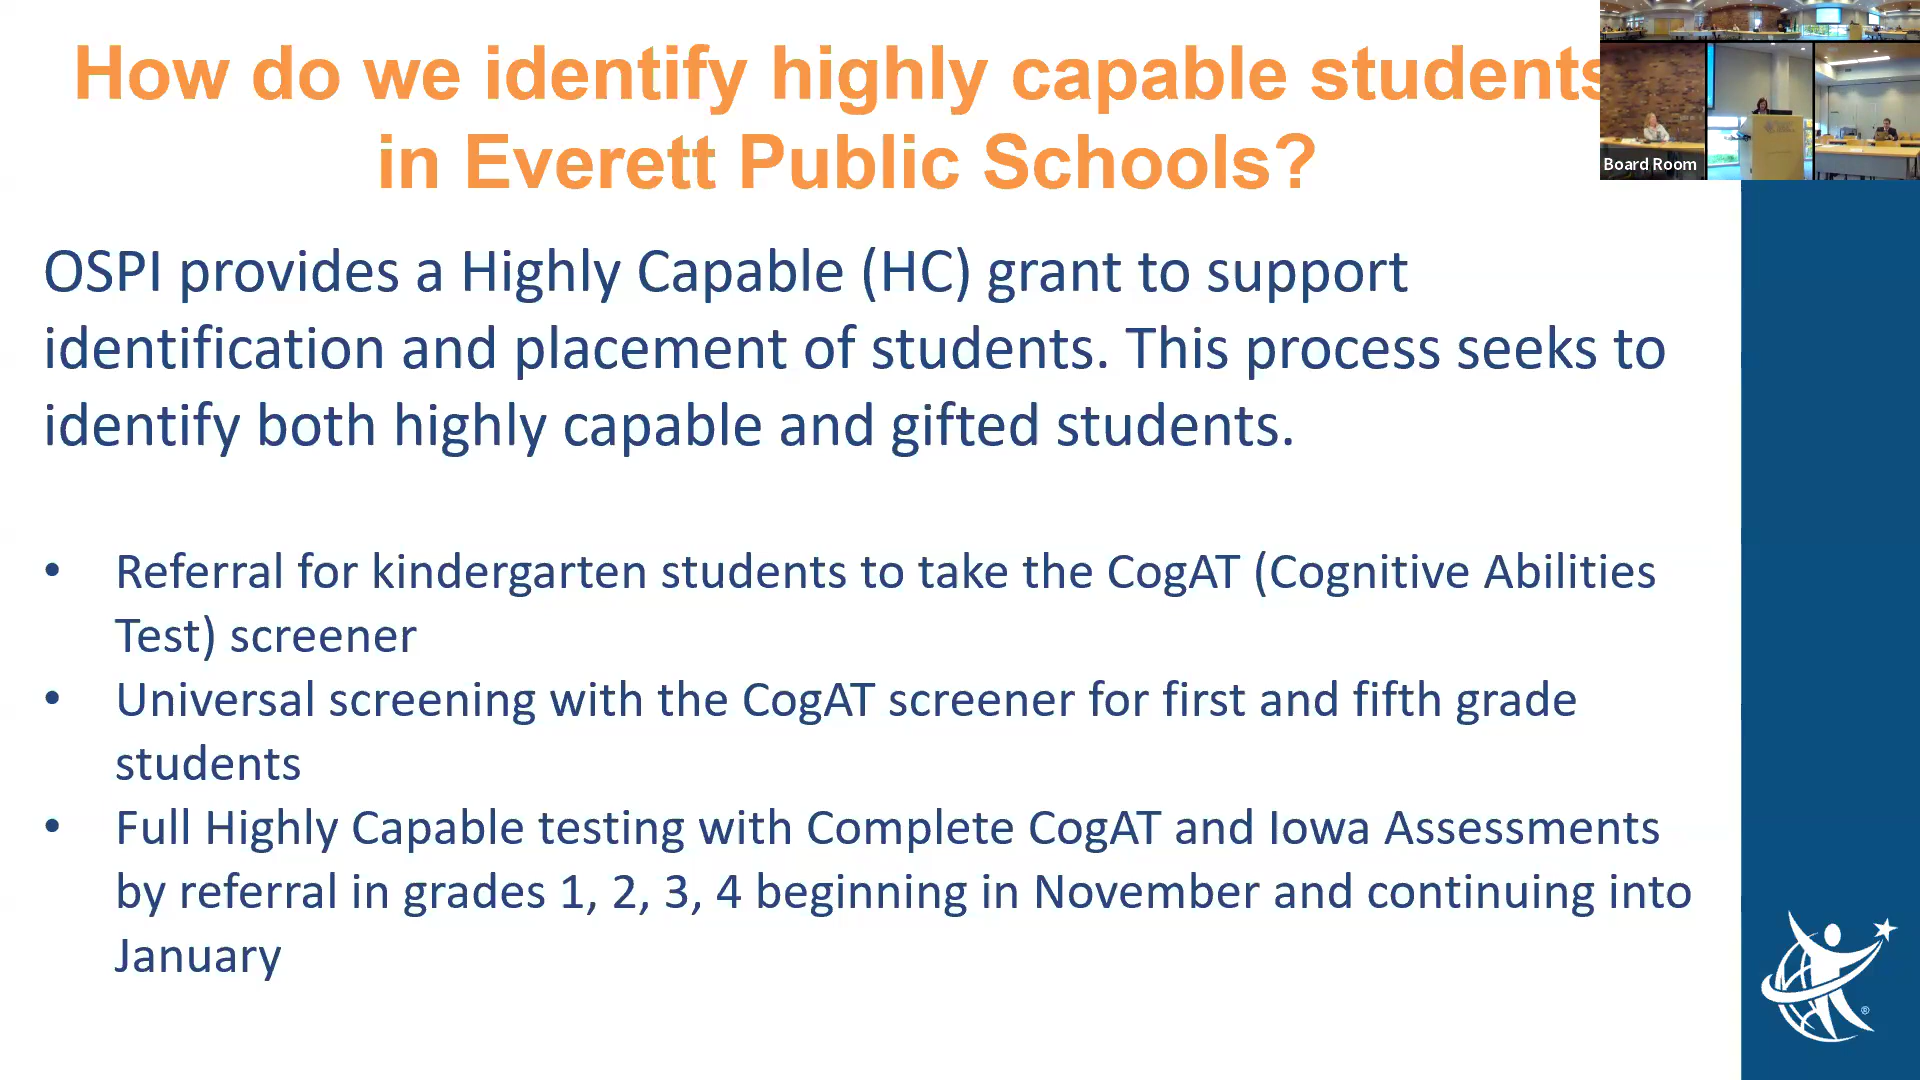 How do we identify highly capable students
in Everett Public Schools?
Board Room
OSPI provides a Highly Capable (HC) grant to support
identification and placement of students. This process seeks to
identify both highly capable and gifted students.
• Referral for kindergarten students to take the CogAT (Cognitive Abilities
Test) screener
• Universal screening with the CogAT screener for first and fifth grade
students
• Full Highly Capable testing with Complete CogAT and Iowa Assessments
by referral in grades 1, 2, 3, 4 beginning in November and continuing into
January
®